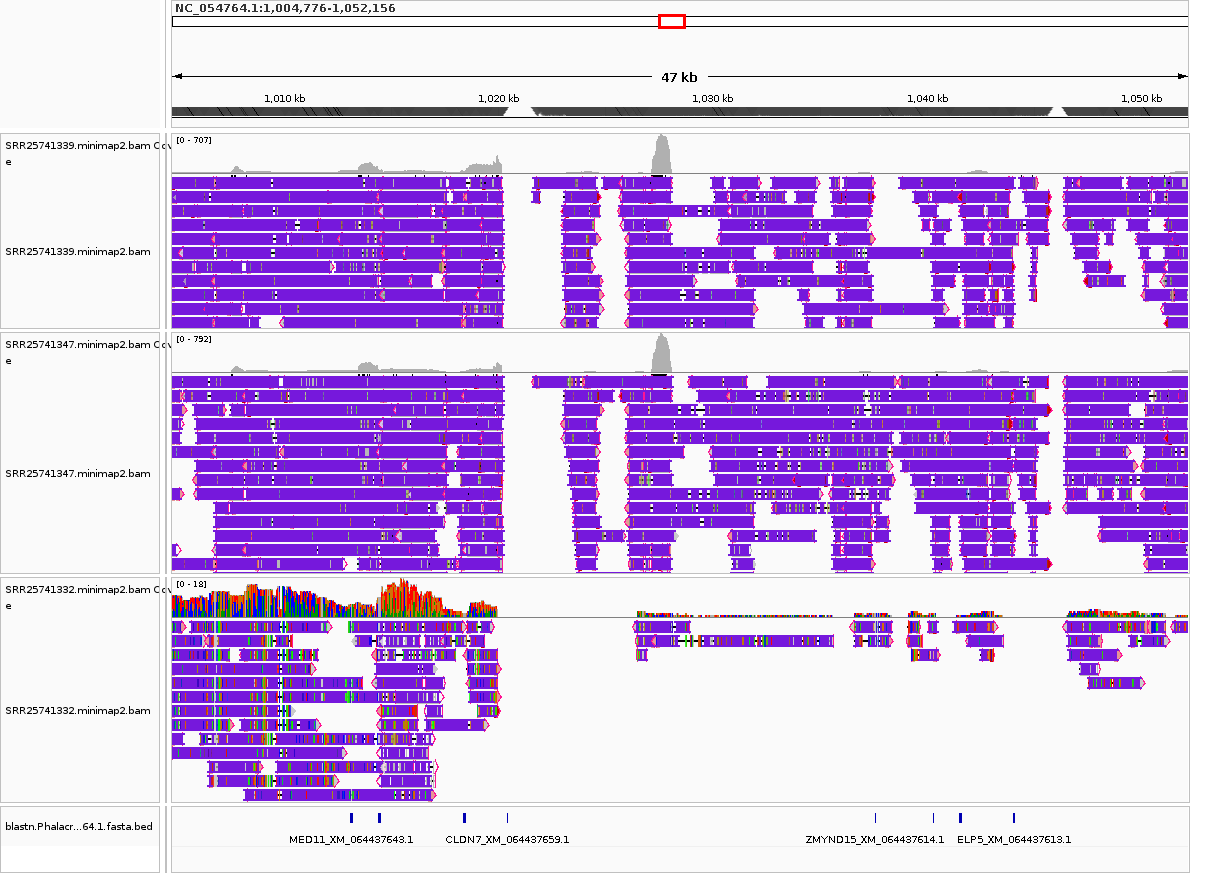 NC_054764.1:1,004,776-1,052,156
47 kb
1,010 kb 1,020 kb 1,030 kb 1,040 kb 1,050 kb
SRR25741339.minimap2.bam Cov
e
[0 - 707]
SRR25741339.minimap2.bam
SRR25741347.minimap2.bam Cov
e
[0 - 792]
SRR25741347.minimap2.bam
SRR25741332.minimap2.bam Cov
e
[0 - 18]
SRR25741332.minimap2.bam
blastn.Phalacr...64.1.fasta.bed
MED11_XM_064437643.1 CLDN7_XM_064437659.1 ZMYND15_XM_064437614.1 ELP5_XM_064437613.1